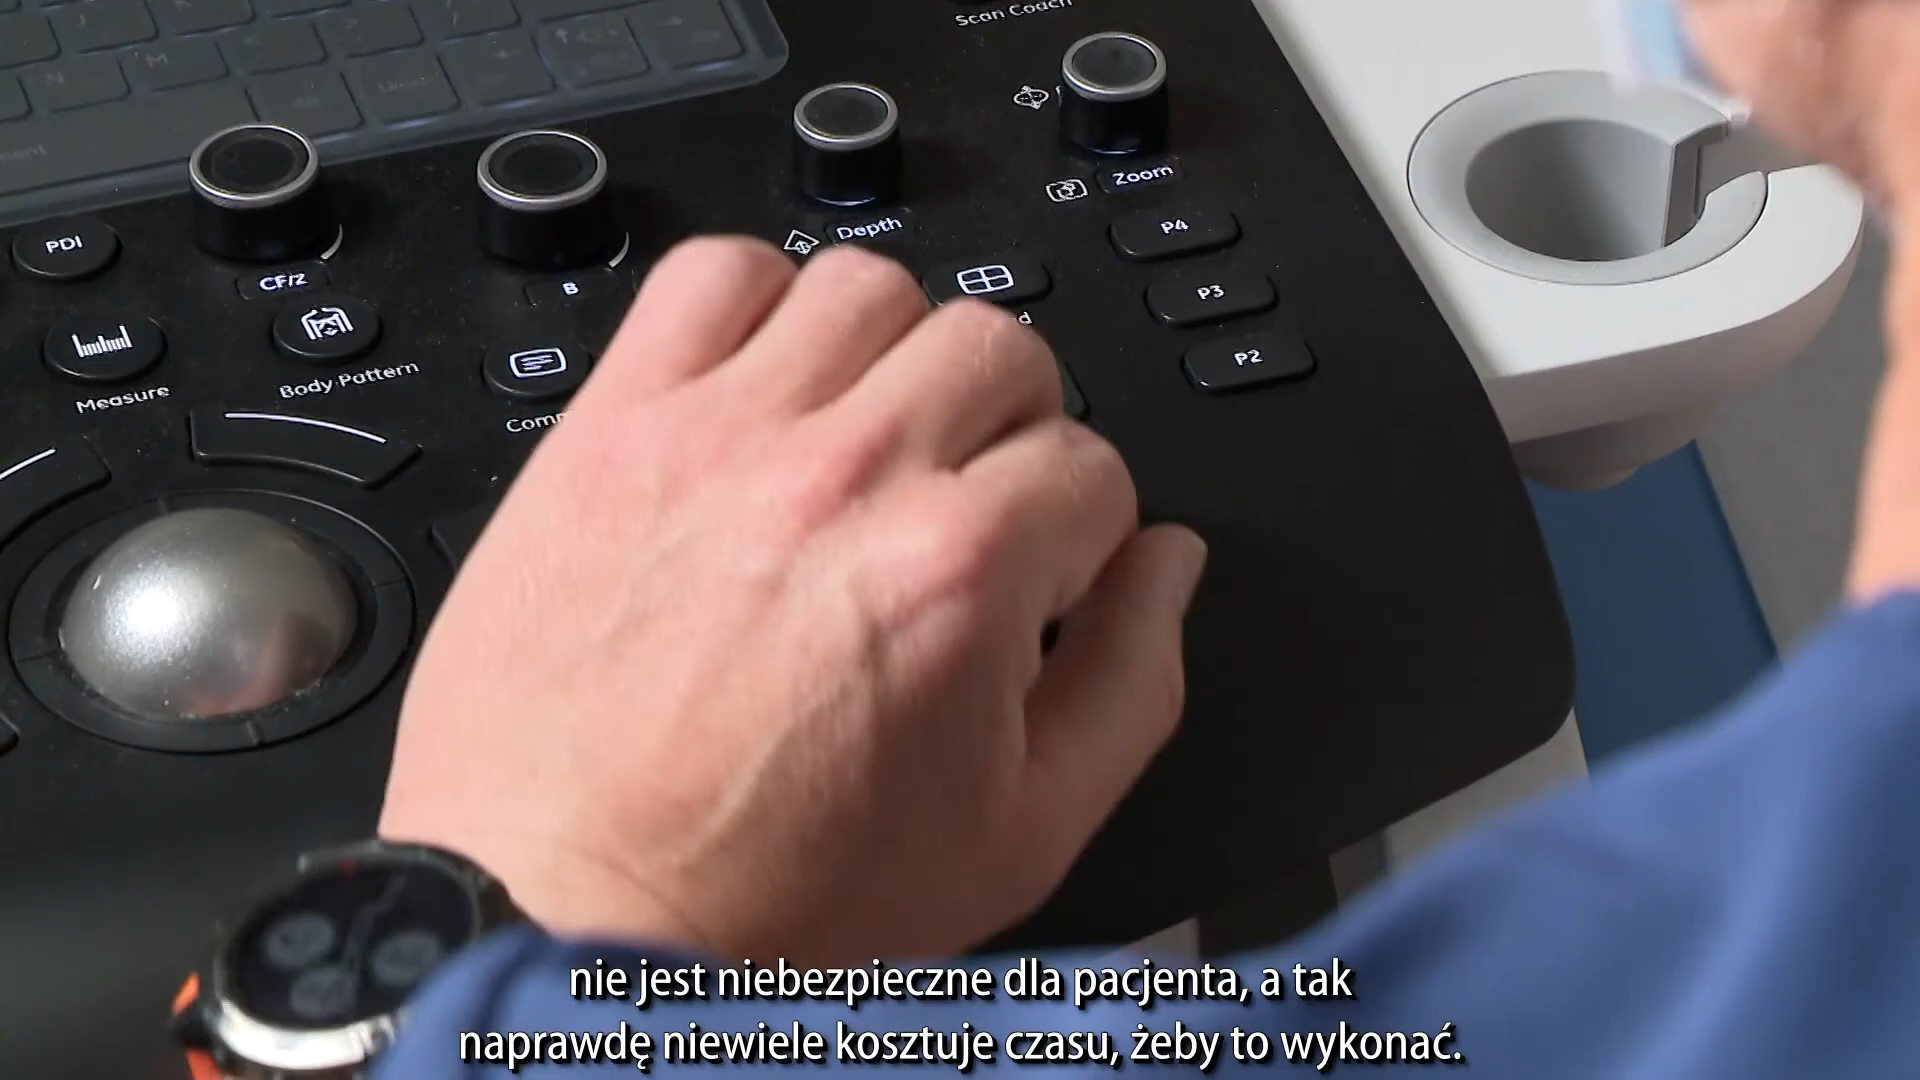 Scan Coach
N M
Zoom
Depth
PDI
P4
CF/2
B
P3
P2
Measure
Body Pattern
nie jest niebezpieczne dla pacjenta, a tak
naprawdę niewiele kosztuje czasu, żeby to wykonać.